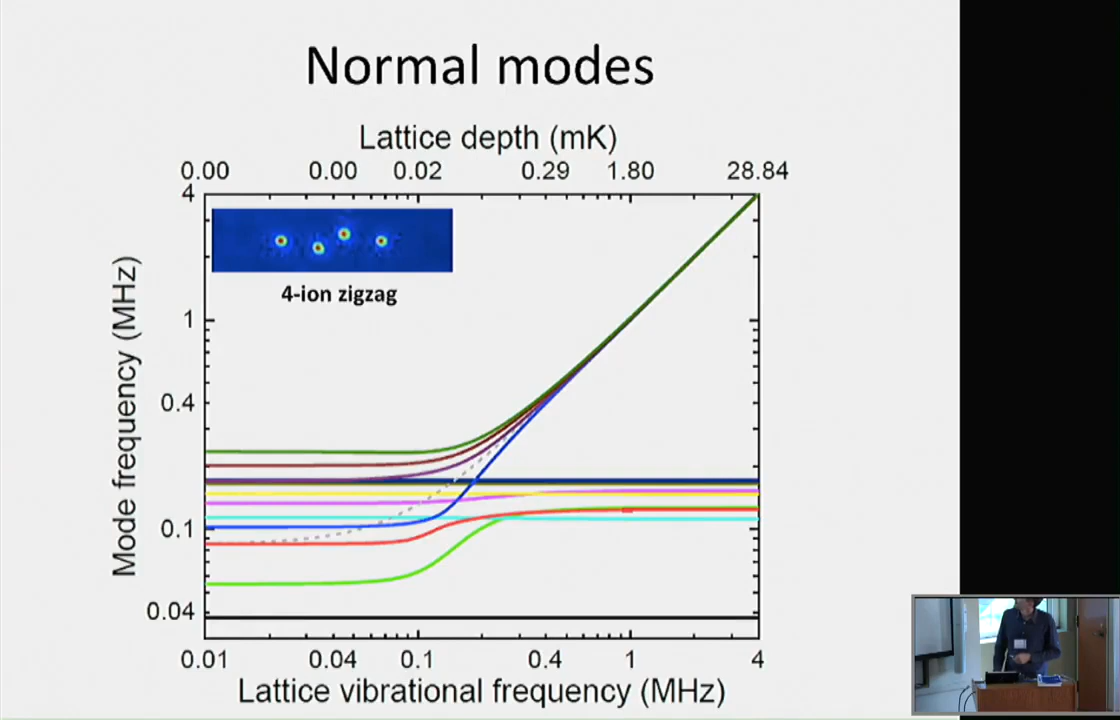 Normal modes
Lattice depth (mK)
0.00 0.00 0.02 0.29 1.80 28.84
4
1
0.4
0.1
0.04
Mode frequency (MHz)
4-ion zigzag
0.01 0.04 0.1 0.4 1 4
Lattice vibrational frequency (MHz)